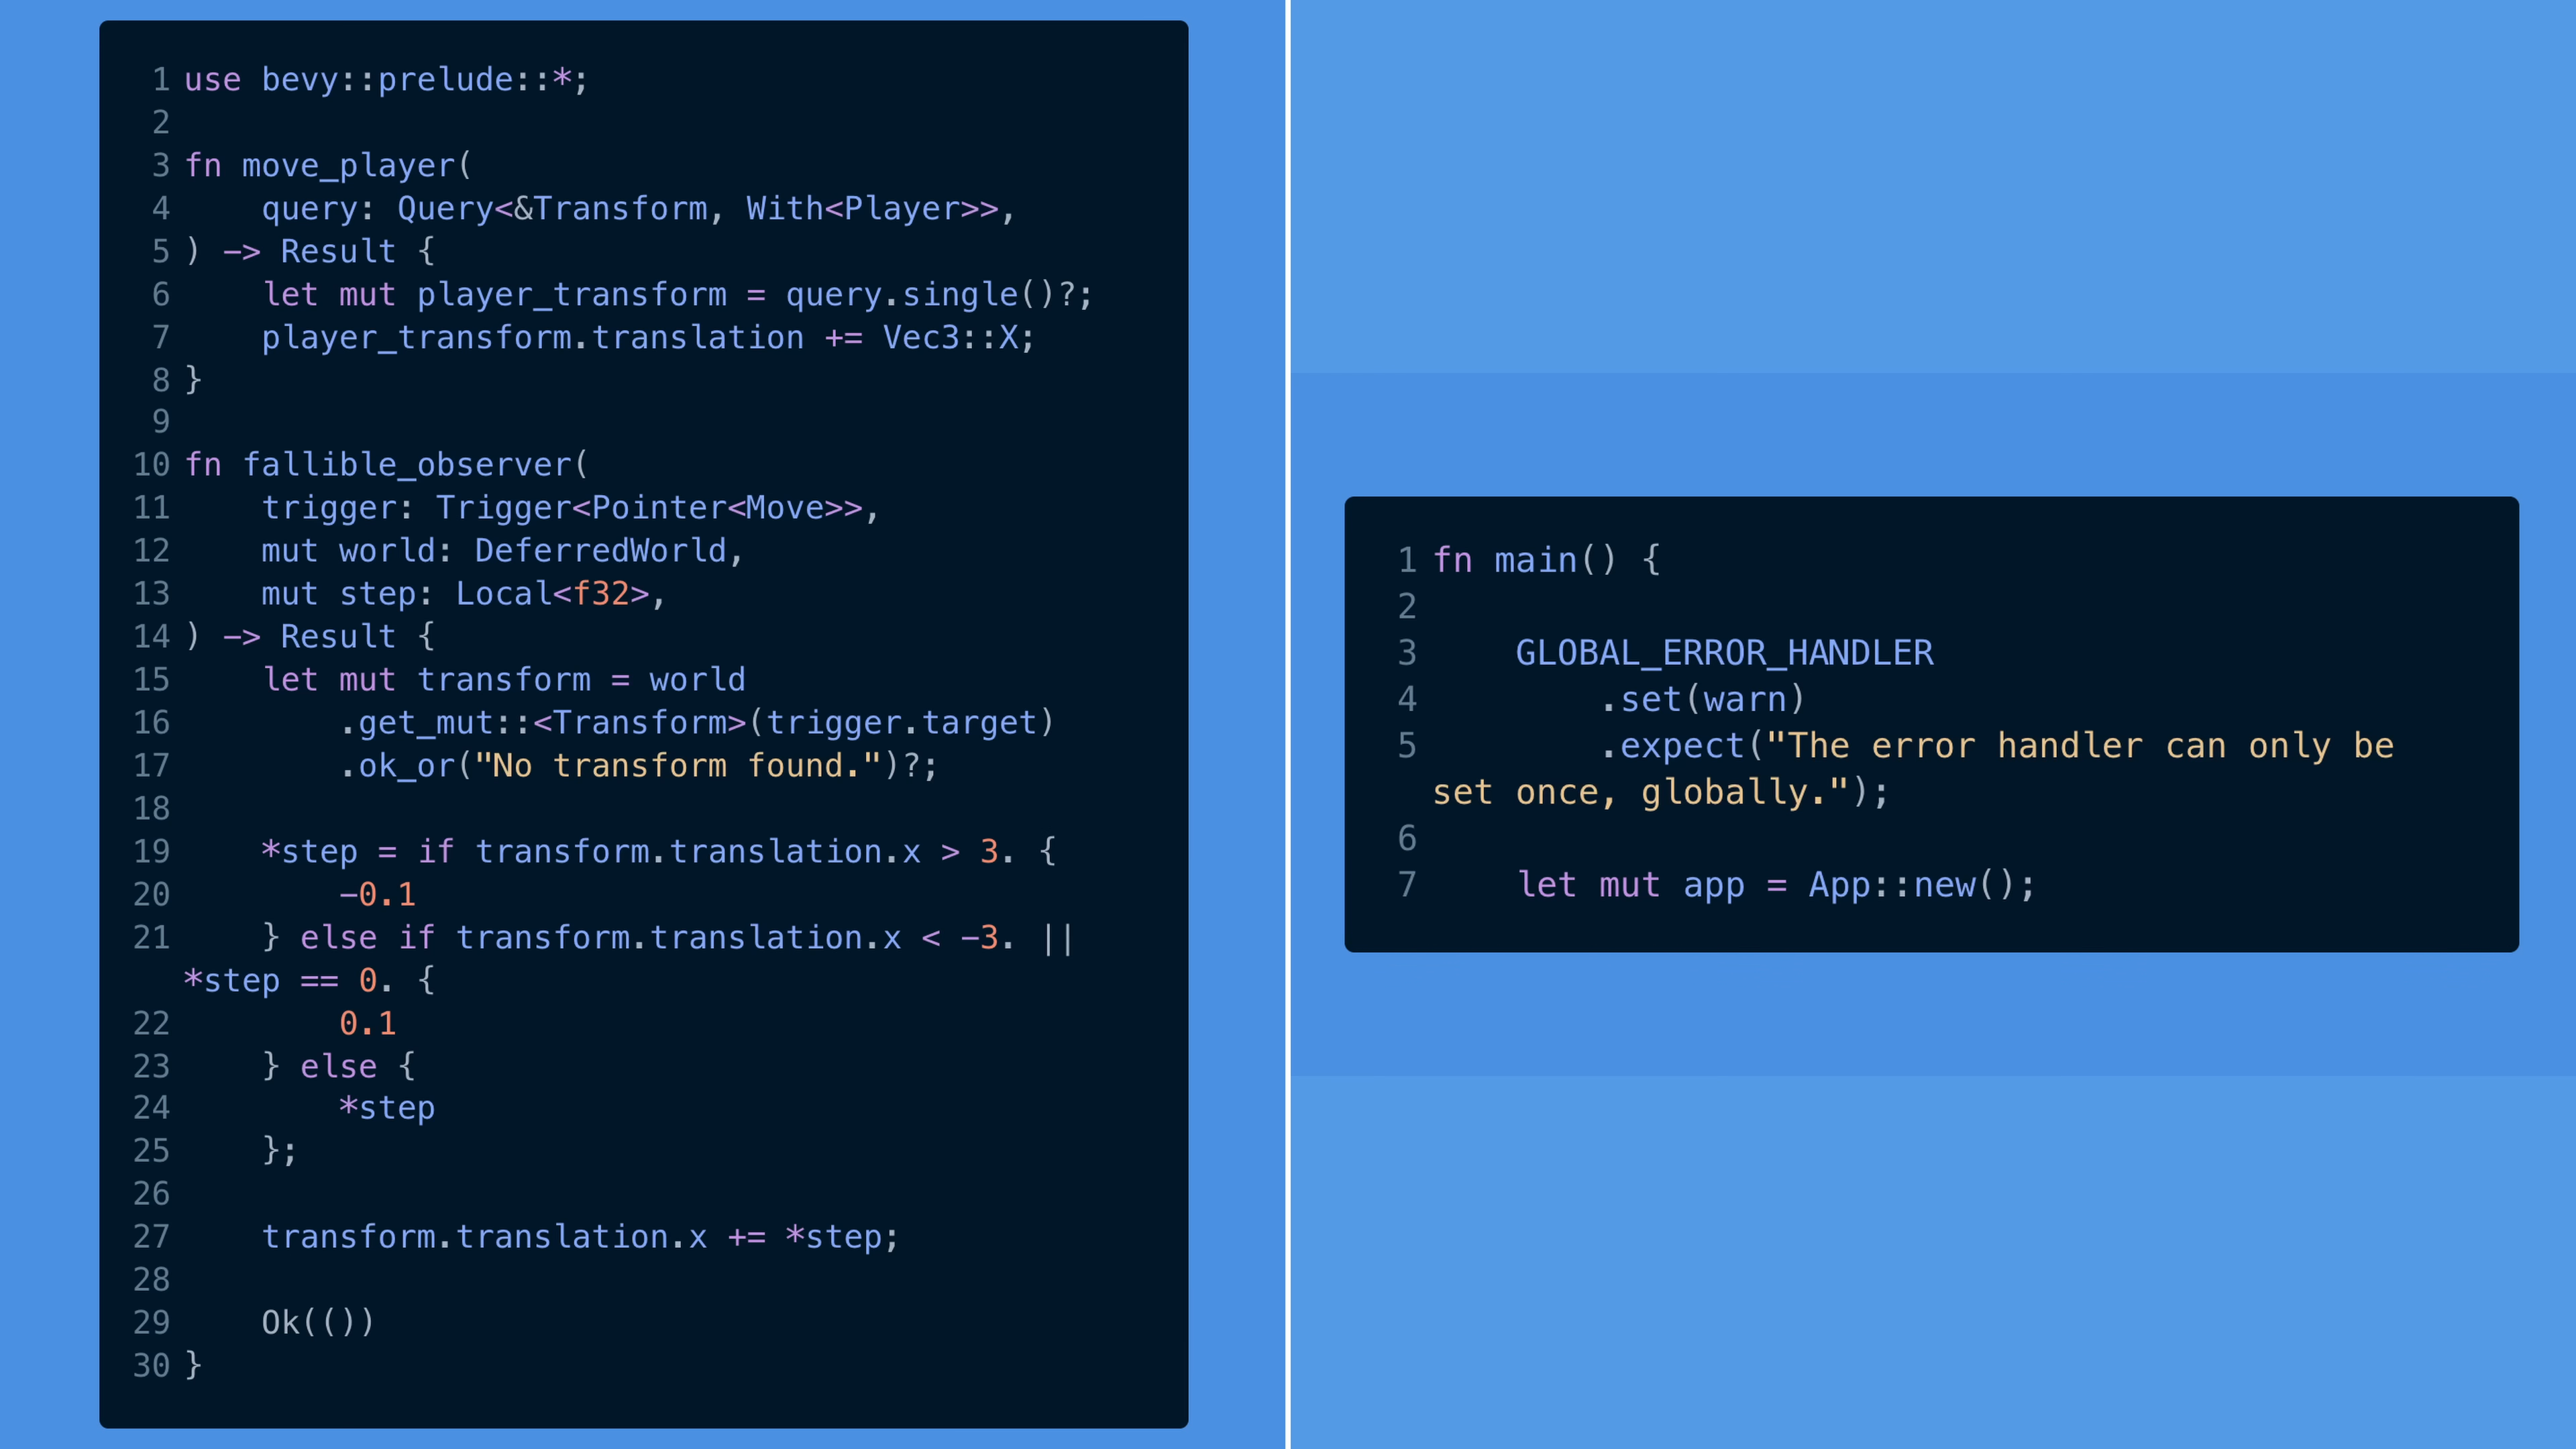 1 use bevy::prelude::*;
2
3 fn move_player(
4     query: Query<&Transform, With<Player>>,
5 ) -> Result {
6     let mut player_transform = query.single()?;
7     player_transform.translation += Vec3::X;
8 }
9
10 fn fallible_observer(
11     trigger: Trigger<Pointer<Move>>,
12     mut world: DeferredWorld,
13     mut step: Local<f32>,
14 ) -> Result {
15     let mut transform = world
16         .get_mut::<Transform>(trigger.target)
17         .ok_or("No transform found.")?;
18
19     *step = if transform.translation.x > 3. {
20         -0.1
21     } else if transform.translation.x < -3. ||
*step == 0. {
22         0.1
23     } else {
24         *step
25     };
26
27     transform.translation.x += *step;
28
29     Ok(())
30 }
1 fn main() {
2
3     GLOBAL_ERROR_HANDLER
4         .set(warn)
5         .expect("The error handler can only be
set once, globally.");
6
7     let mut app = App::new();